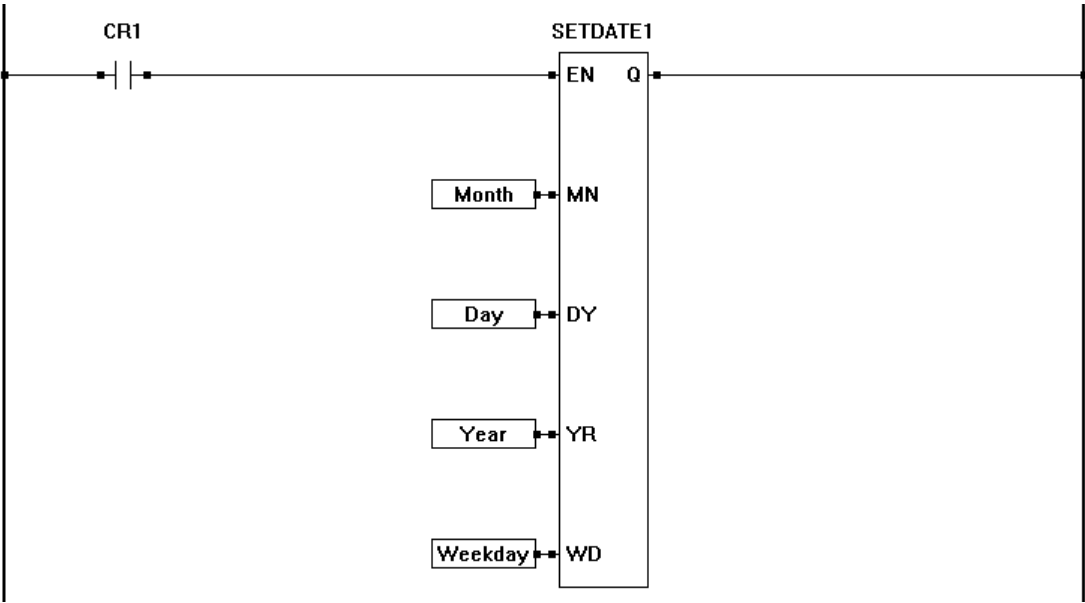 CR1
SETDATE1
EN Q
Month MN
Day DY
Year YR
Weekday WD